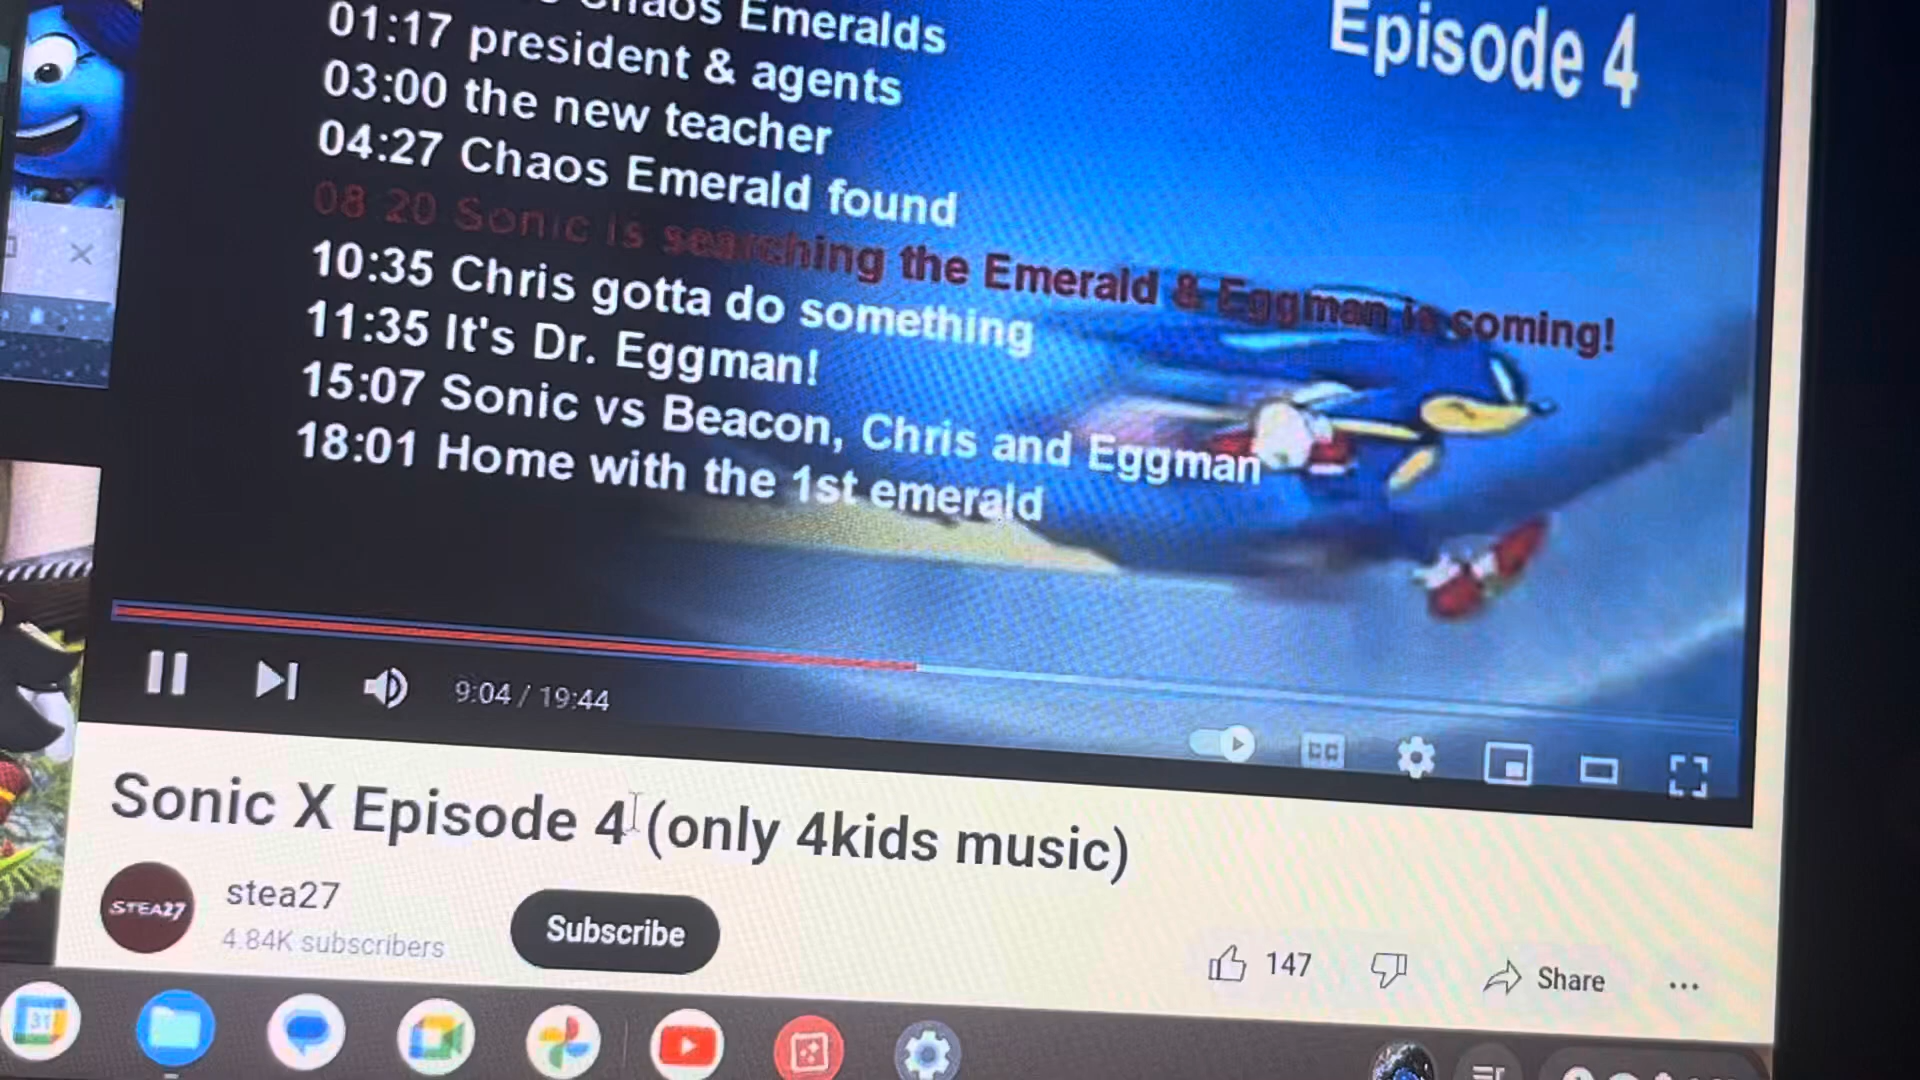 Chaos Emeralds
Episode 4
01:17 president & agents
03:00 the new teacher
04:27 Chaos Emerald found
08 20 Sonic is searching the Emerald & Eggman is coming!
10:35 Chris gotta do something
11:35 It's Dr. Eggman!
15:07 Sonic vs Beacon, Chris and Eggman
18:01 Home with the 1st emerald
9:04 / 19:44
CC
Sonic X Episode 4 (only 4kids music)
STEA27
stea27
4.84K subscribers
Subscribe
147
Share
31